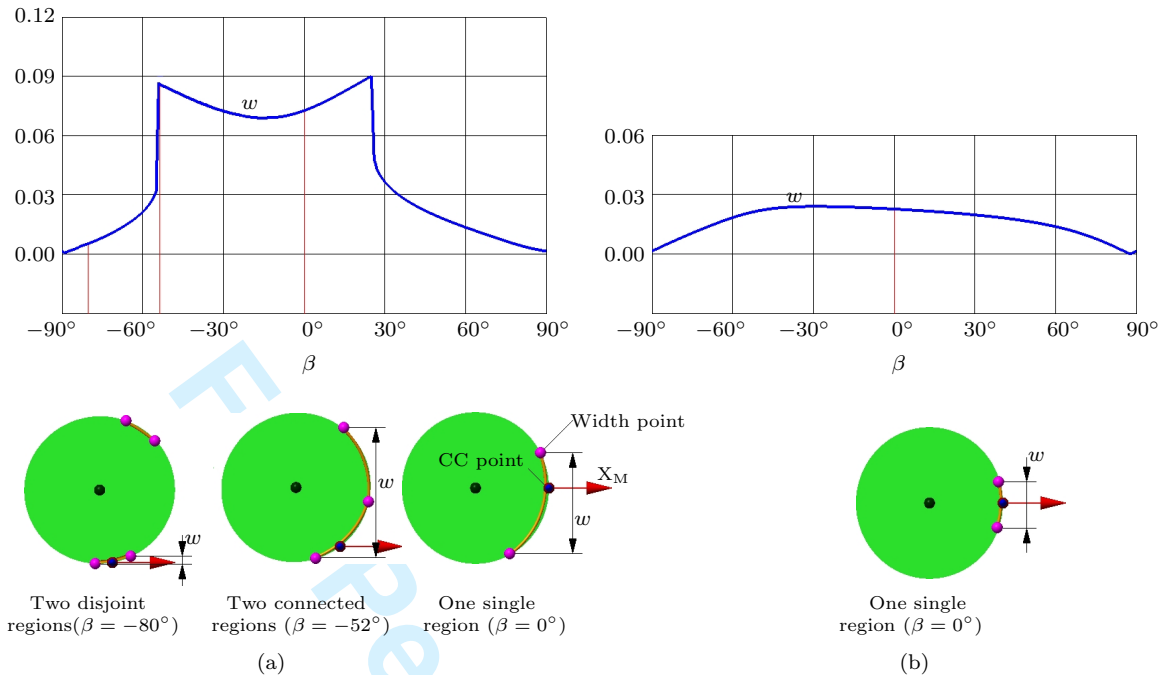 0.12
0.09
0.06
0.03
0.00
w
−90° −60° −30° 0° 30° 60° 90°
β
0.06
0.03
0.00
w
−90° −60° −30° 0° 30° 60° 90°
β
w
w
Width point
CC point
X_M
w
w
Two disjoint
regions(β = −80°)
Two connected
regions (β = −52°)
One single
region (β = 0°)
One single
region (β = 0°)
(a)
(b)
F
Pe